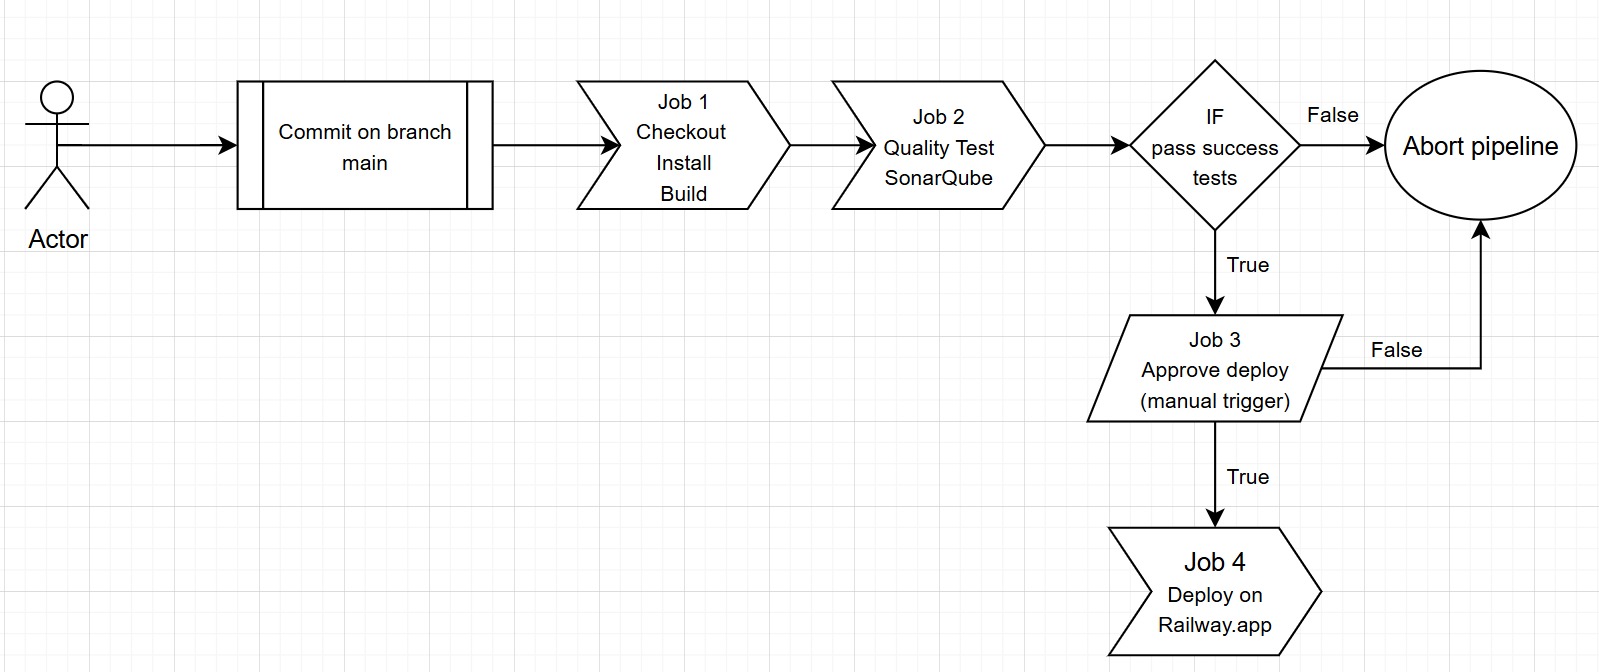 Actor
Commit on branch
main
Job 1
Checkout
Install
Build
Job 2
Quality Test
SonarQube
IF
pass success
tests
False
Abort pipeline
True
Job 3
Approve deploy
(manual trigger)
False
True
Job 4
Deploy on
Railway.app